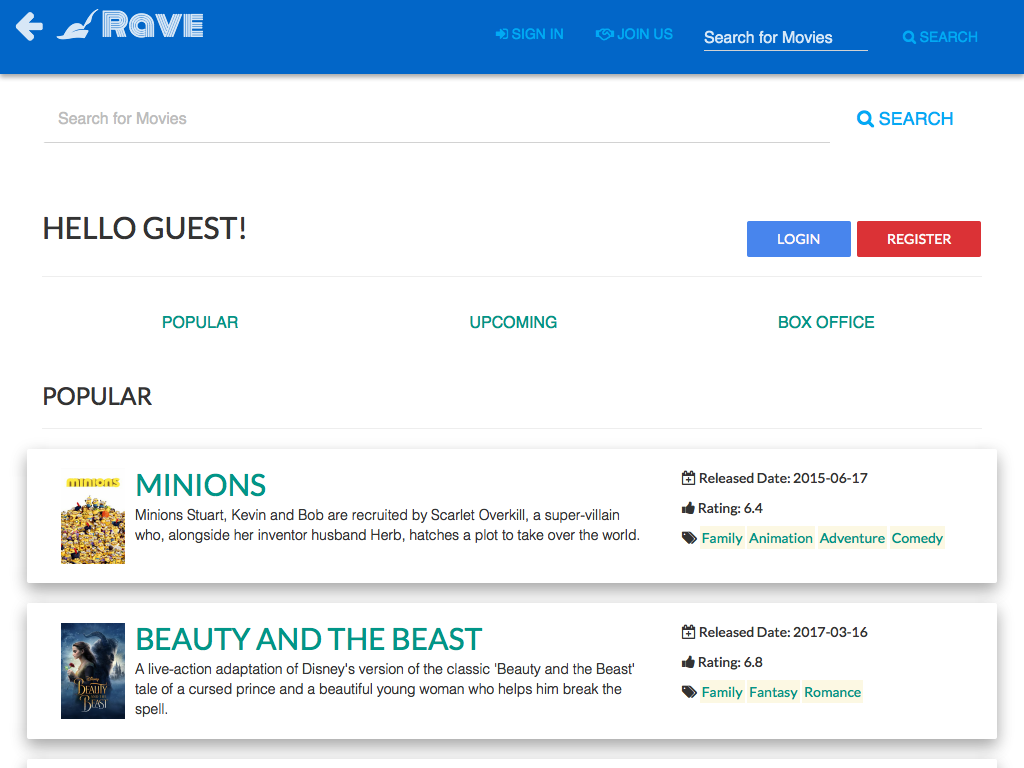 Rave
SIGN IN
JOIN US
Search for Movies
SEARCH
Search for Movies
SEARCH
HELLO GUEST!
LOGIN
REGISTER
POPULAR
UPCOMING
BOX OFFICE
POPULAR
minions
MINIONS
Minions Stuart, Kevin and Bob are recruited by Scarlet Overkill, a super-villain
who, alongside her inventor husband Herb, hatches a plot to take over the world.
Released Date: 2015-06-17
Rating: 6.4
Family Animation Adventure Comedy
Disney
BEAUTY
AND THE
BEAST
BEAUTY AND THE BEAST
A live-action adaptation of Disney's version of the classic 'Beauty and the Beast'
tale of a cursed prince and a beautiful young woman who helps him break the
spell.
Released Date: 2017-03-16
Rating: 6.8
Family Fantasy Romance